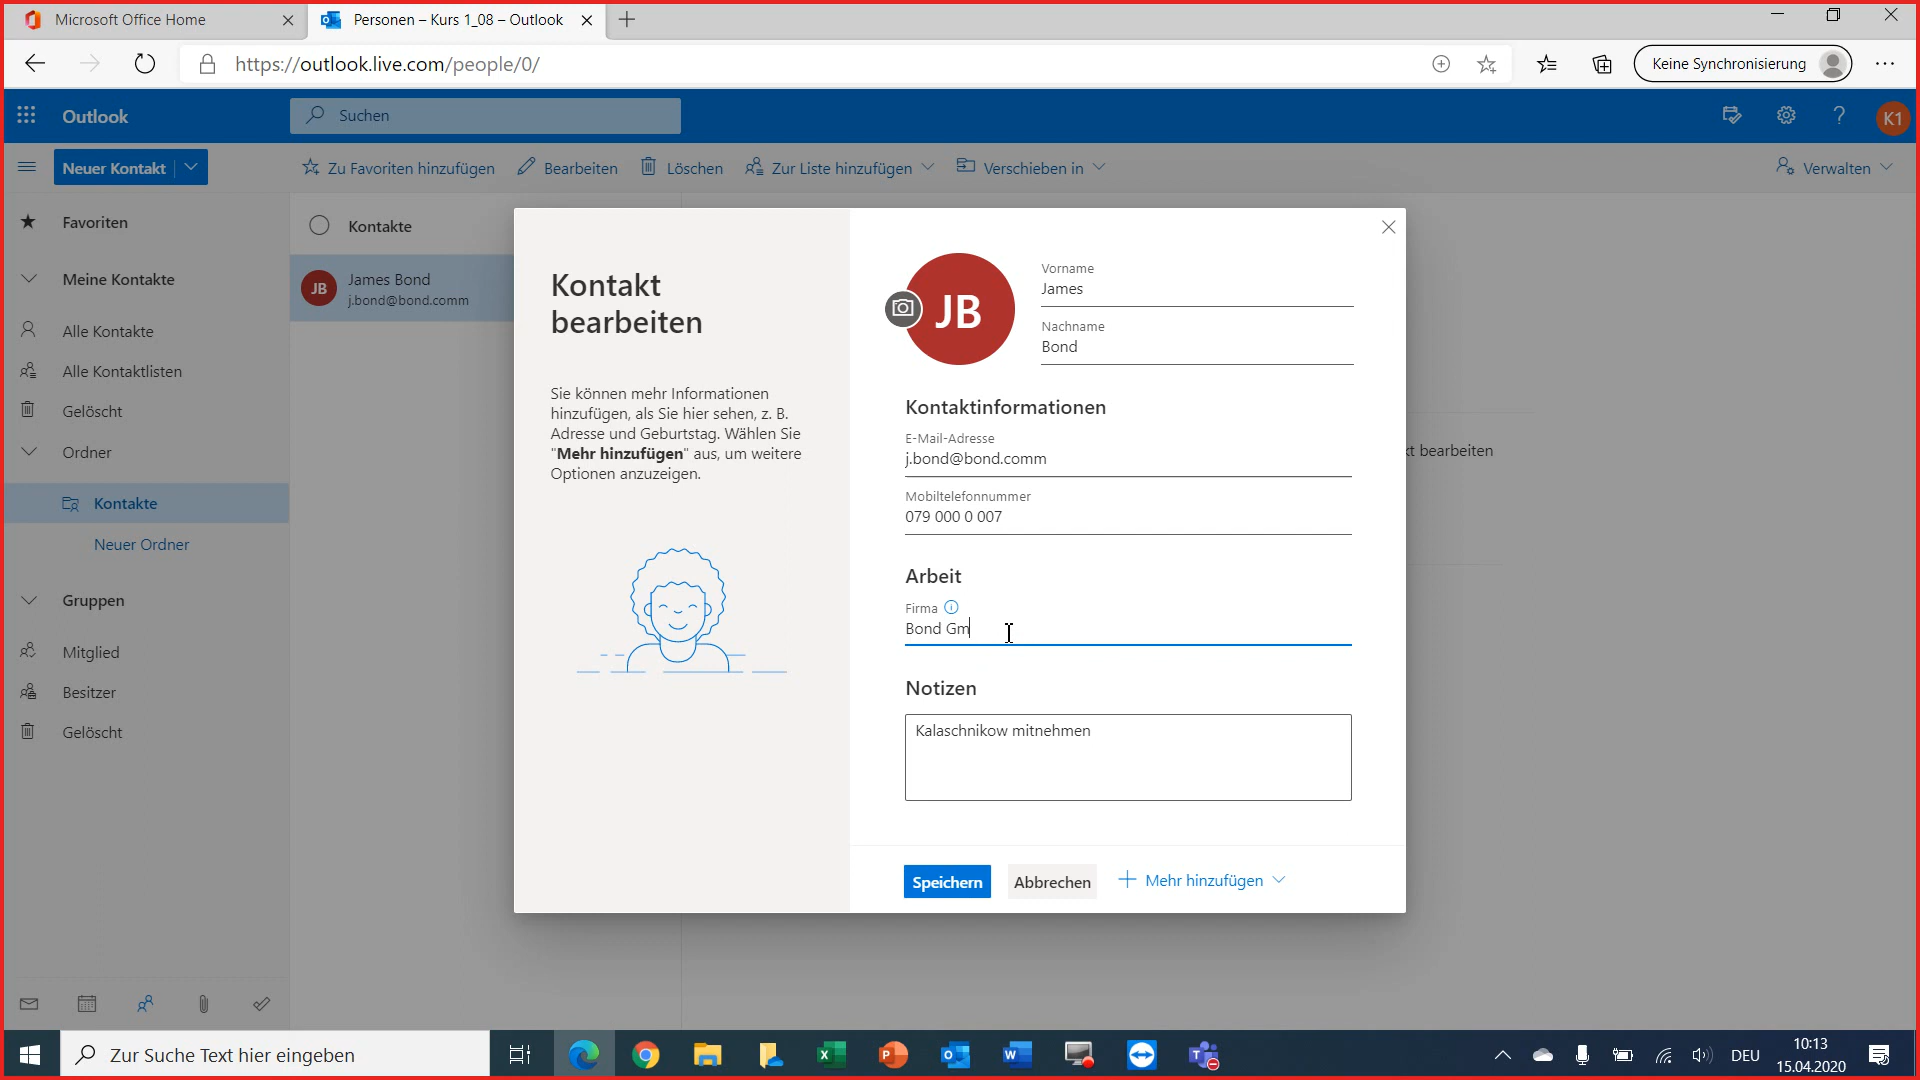 Microsoft Office Home
Personen – Kurs 1_08 – Outlook
https://outlook.live.com/people/0/
Keine Synchronisierung
Outlook
Suchen
K1
Neuer Kontakt
Zu Favoriten hinzufügen
Bearbeiten
Löschen
Zur Liste hinzufügen
Verschieben in
Verwalten
Favoriten
Meine Kontakte
Alle Kontakte
Alle Kontaktlisten
Gelöscht
Ordner
Kontakte
Neuer Ordner
Gruppen
Mitglied
Besitzer
Gelöscht
Kontakte
JB
James Bond
j.bond@bond.comm
Kontakt
bearbeiten
Sie können mehr Informationen
hinzufügen, als Sie hier sehen, z. B.
Adresse und Geburtstag. Wählen Sie
"Mehr hinzufügen" aus, um weitere
Optionen anzuzeigen.
JB
Vorname
James
Nachname
Bond
Kontaktinformationen
E-Mail-Adresse
j.bond@bond.comm
Mobiltelefonnummer
079 000 0 007
Arbeit
Firma
Bond Gm
Notizen
Kalaschnikow mitnehmen
Speichern
Abbrechen
Mehr hinzufügen
kt bearbeiten
Zur Suche Text hier eingeben
DEU
10:13
15.04.2020